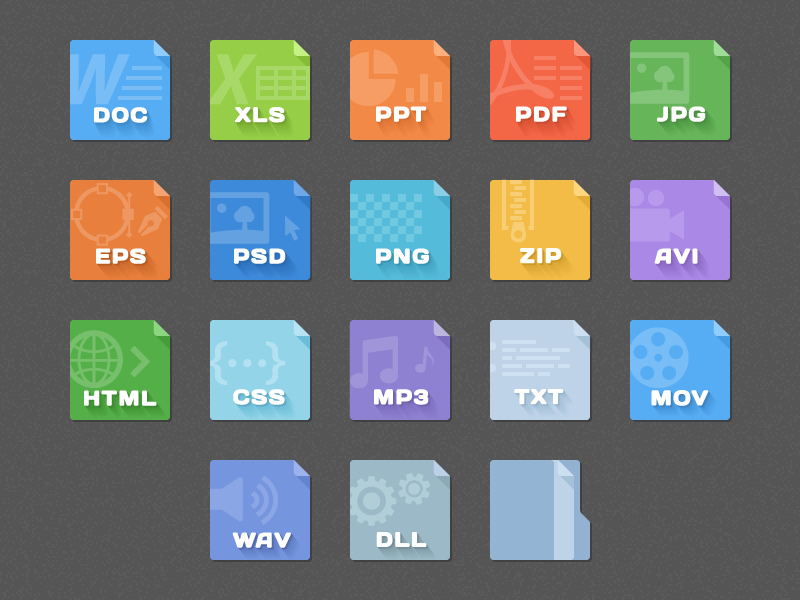 DOC
XLS
PPT
PDF
JPG
EPS
PSD
PNG
ZIP
AVI
HTML
CSS
MP3
TXT
MOV
WAV
DLL